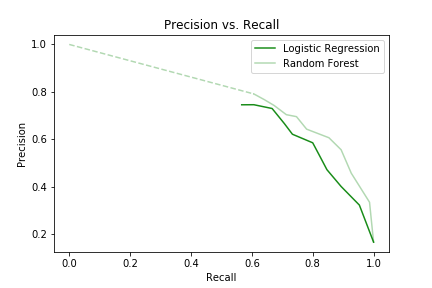 Precision vs. Recall
Logistic Regression
Random Forest
Precision
1.0
0.8
0.6
0.4
0.2
0.0 0.2 0.4 0.6 0.8 1.0
Recall